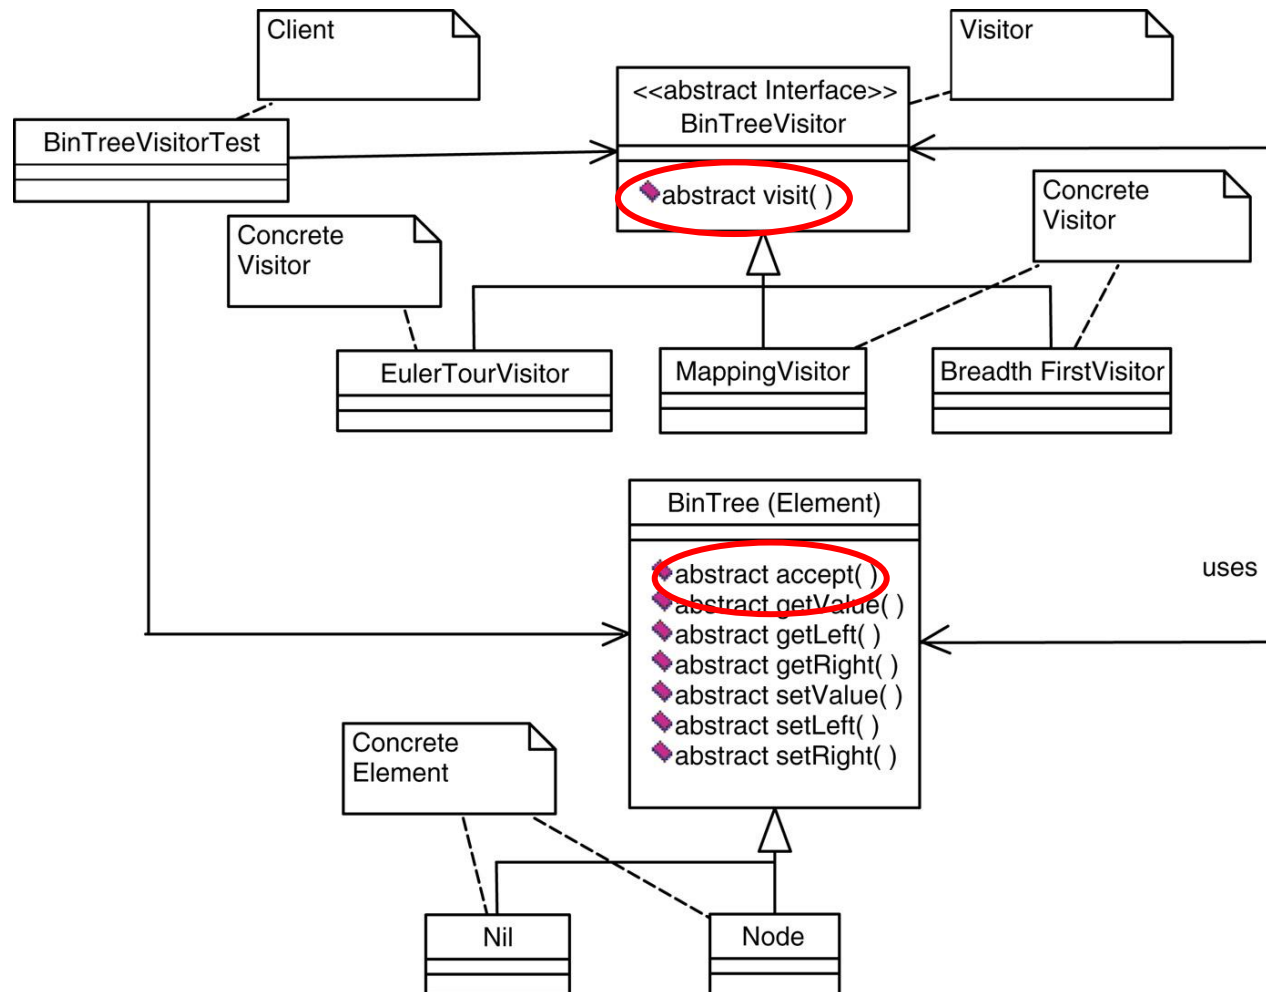 Client
Visitor
<<abstract Interface>>
BinTreeVisitor
BinTreeVisitorTest
abstract visit( )
Concrete
Visitor
Concrete
Visitor
EulerTourVisitor
MappingVisitor
Breadth FirstVisitor
BinTree (Element)
abstract accept( )
abstract getValue( )
abstract getLeft( )
abstract getRight( )
abstract setValue( )
abstract setLeft( )
abstract setRight( )
uses
Concrete
Element
Nil
Node